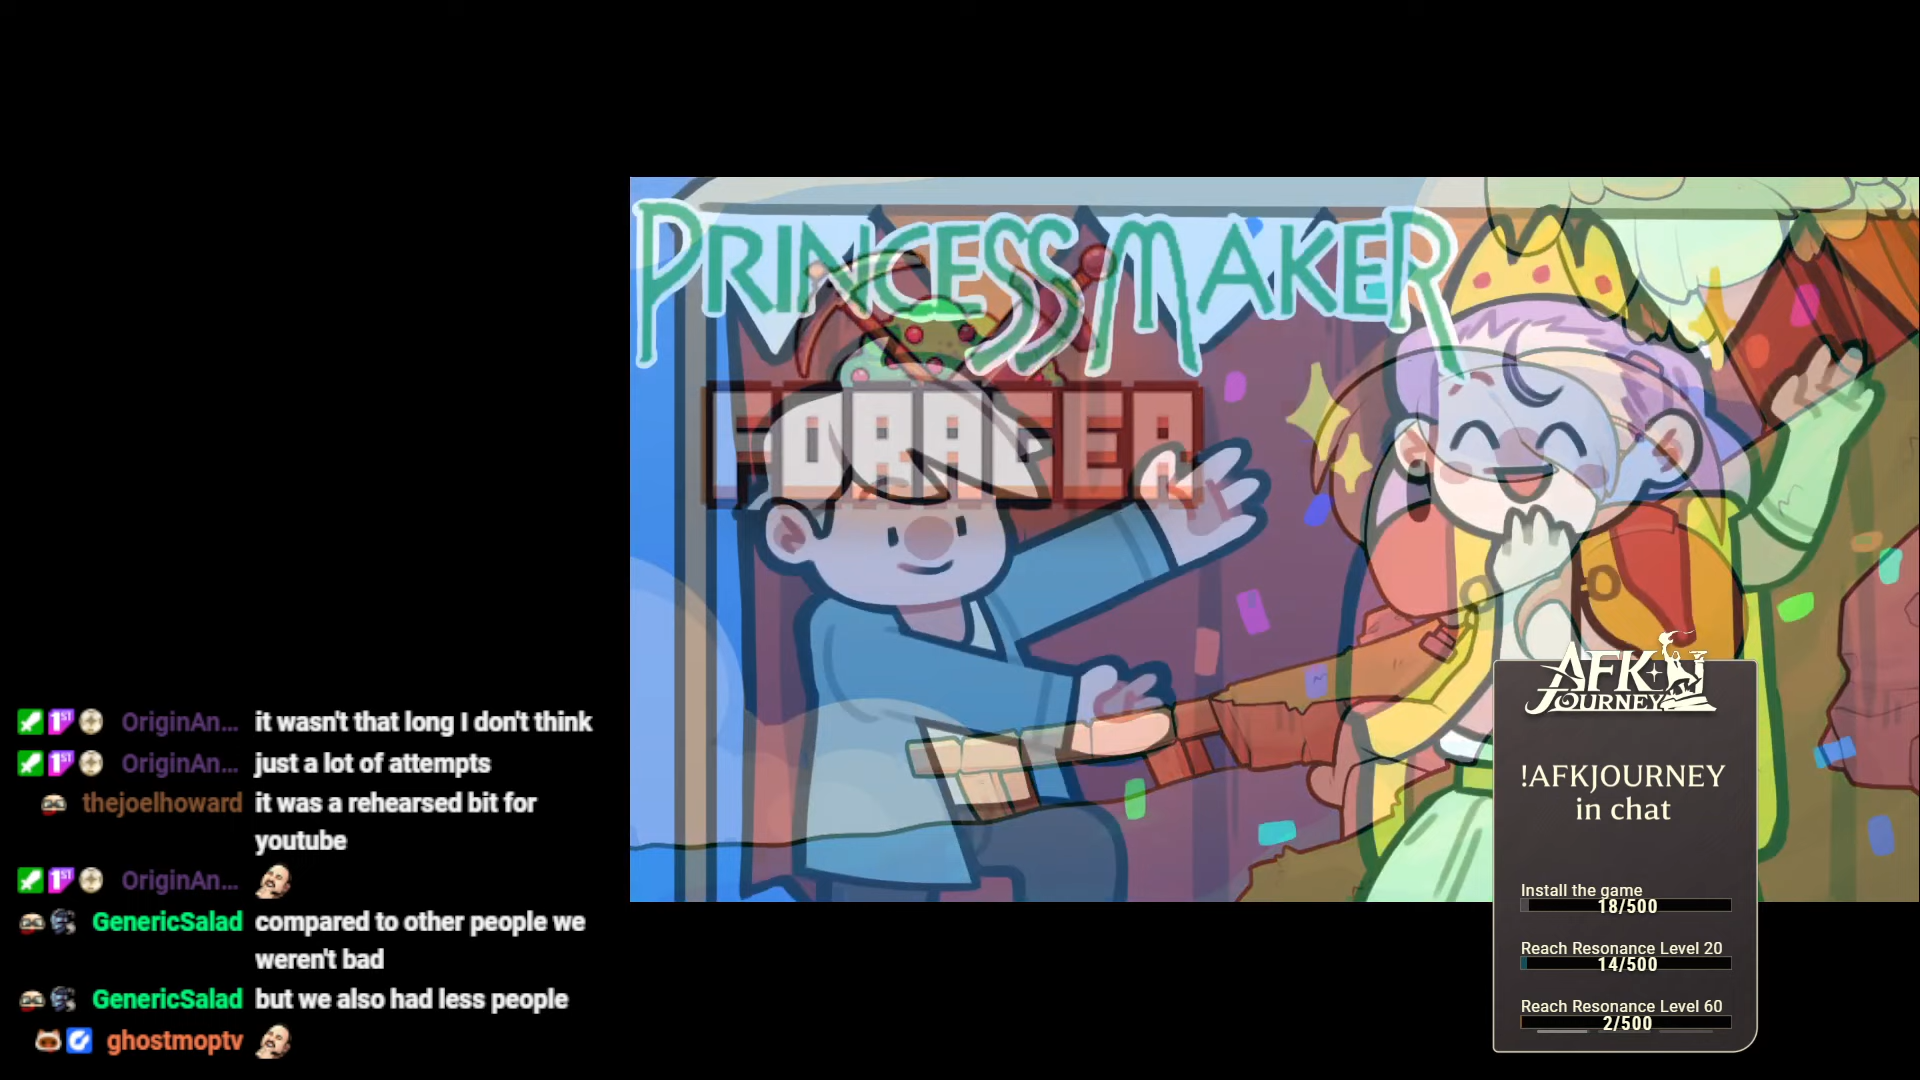 PRINCESS MAKER
FORAGER
OriginAn... it wasn't that long I don't think
OriginAn... just a lot of attempts
thejoelhoward it was a rehearsed bit for
youtube
OriginAn...
GenericSalad compared to other people we
weren't bad
GenericSalad but we also had less people
ghostmoptv
AFK
JOURNEY
!AFKJOURNEY
in chat
Install the game
18/500
Reach Resonance Level 20
14/500
Reach Resonance Level 60
2/500